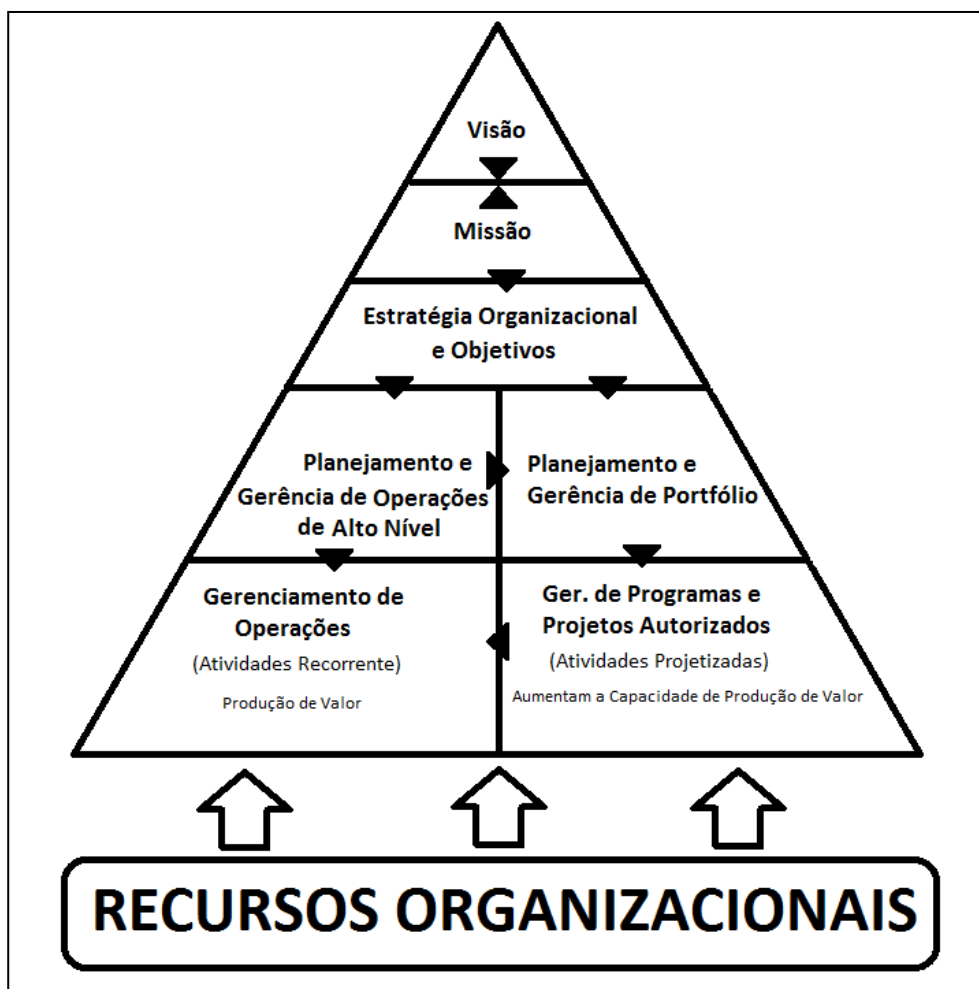 Visão
Missão
Estratégia Organizacional
e Objetivos
Planejamento e
Gerência de Operações
de Alto Nível
Planejamento e
Gerência de Portfólio
Gerenciamento de
Operações
(Atividades Recorrente)
Produção de Valor
Ger. de Programas e
Projetos Autorizados
(Atividades Projetizadas)
Aumentam a Capacidade de Produção de Valor
RECURSOS ORGANIZACIONAIS